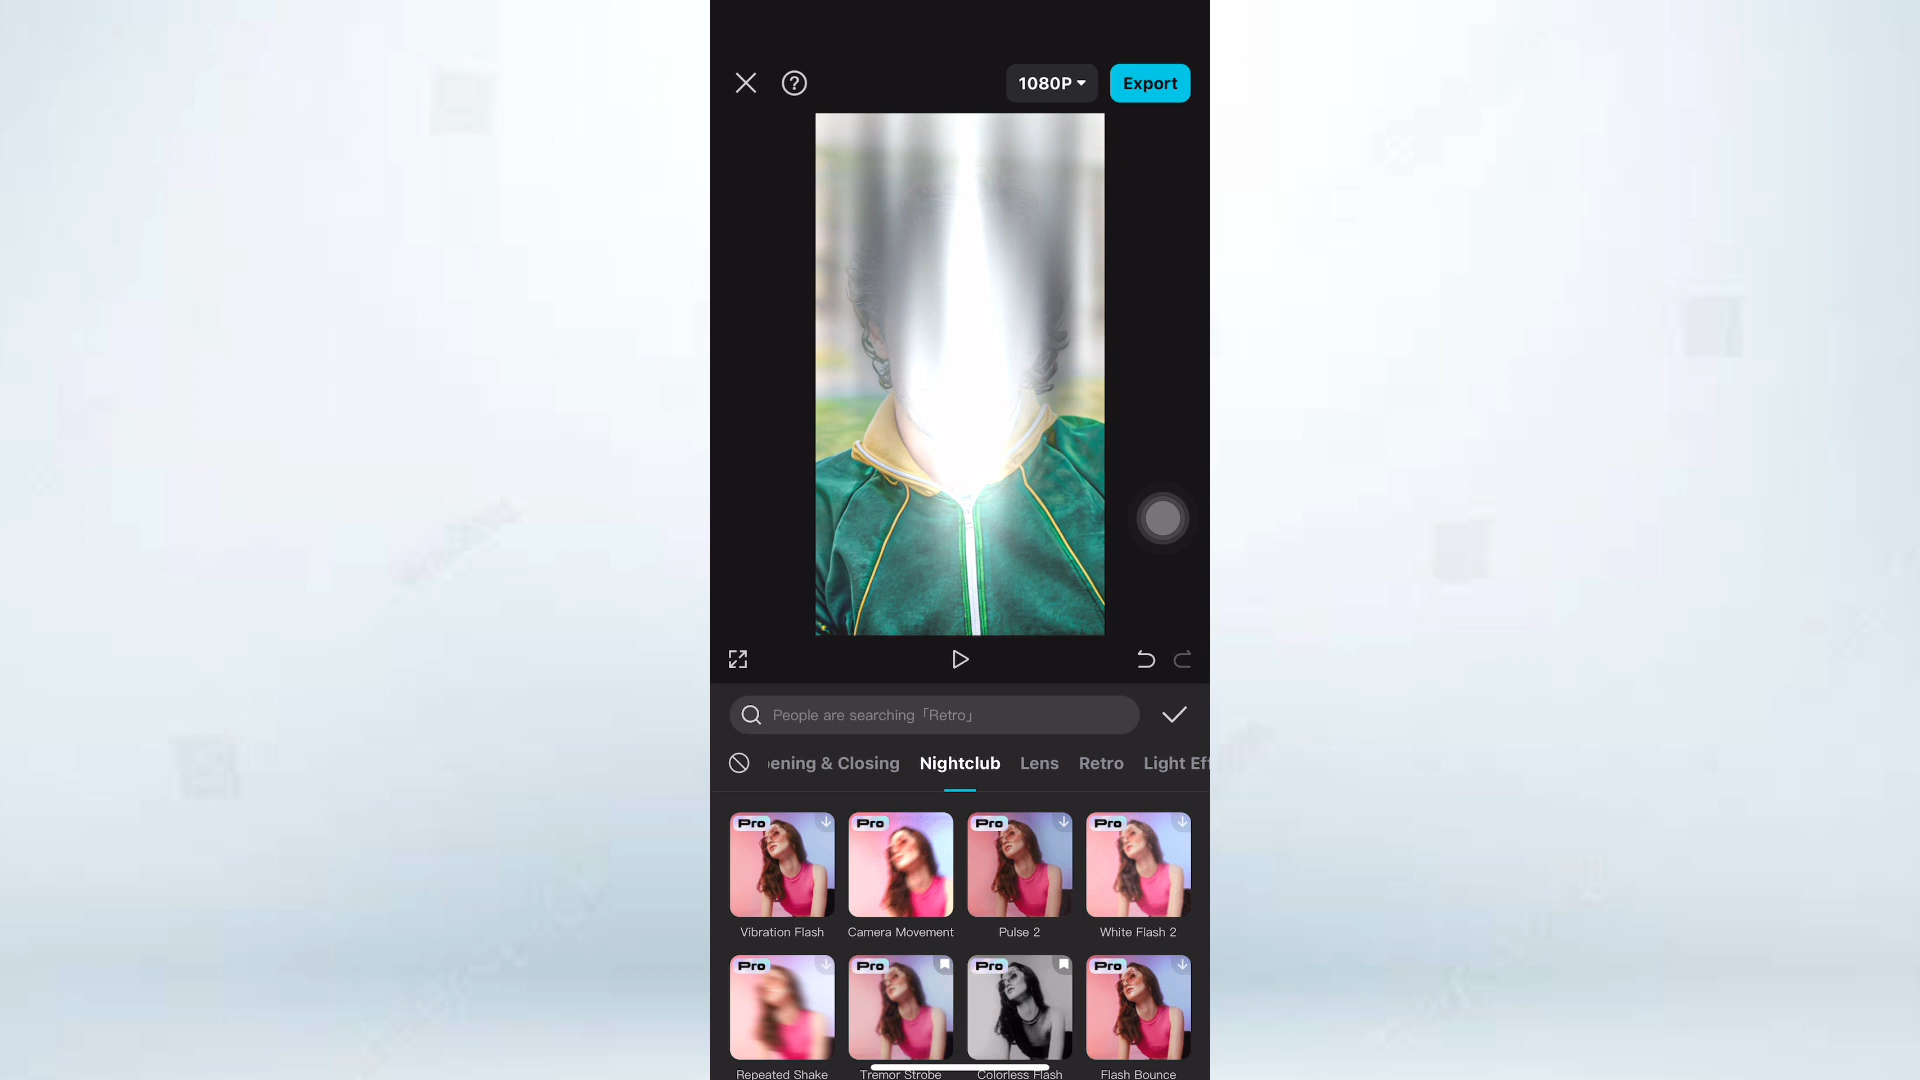 1080P Export
People are searching「Retro」
ening & Closing Nightclub Lens Retro Light Eff
Pro Pro Pro Pro
Vibration Flash Camera Movement Pulse 2 White Flash 2
Pro Pro Pro Pro
Repeated Shake Tremor Strobe Colorless Flash Flash Bounce